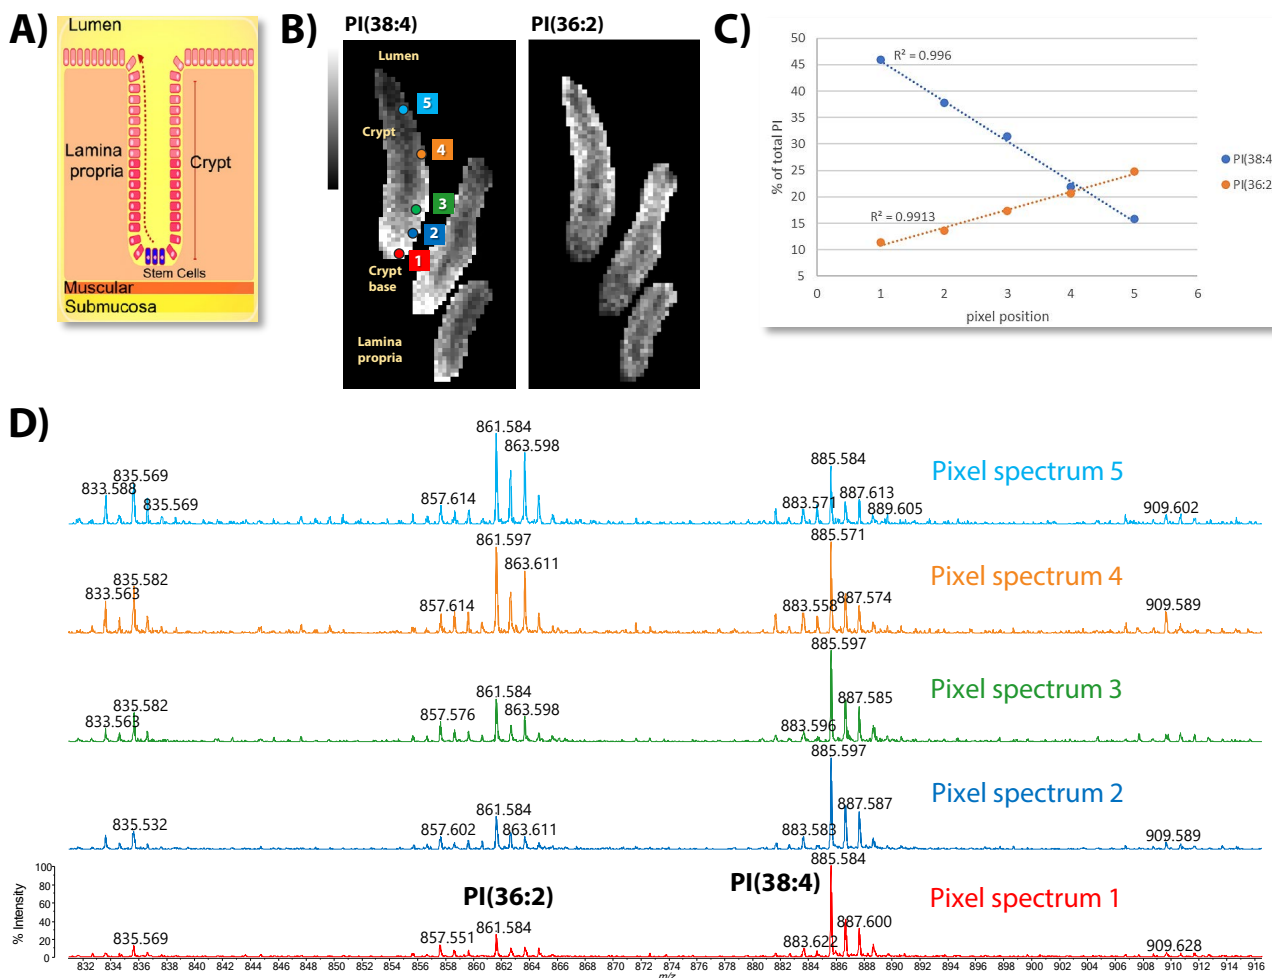 A)
Lumen
Lamina
propria
Crypt
Stem Cells
Muscular
Submucosa
B)
PI(38:4)
PI(36:2)
Lumen
5
Crypt
4
3
2
1
Crypt
base
Lamina
propria
C)
50
45
40
35
30
25
20
15
10
5
% of total PI
R² = 0.996
R² = 0.9913
0
1
2
3
4
5
6
pixel position
PI(38:4
PI(36:2
D)
861.584
863.598
835.569
833.588
835.569
857.614
885.584
883.571
887.613
889.605
909.602
Pixel spectrum 5
861.597
863.611
835.582
833.563
857.614
885.571
883.558
887.574
909.589
Pixel spectrum 4
861.584
863.598
835.582
833.563
857.576
885.597
887.585
883.596
Pixel spectrum 3
861.584
863.611
835.532
857.602
885.597
887.587
883.583
909.589
Pixel spectrum 2
PI(36:2)
PI(38:4)
885.584
861.584
835.569
857.551
887.600
883.622
909.628
Pixel spectrum 1
% Intensity
100
80
60
40
20
0
832 834 836 838 840 842 844 846 848 850 852 854 856 858 860 862 864 866 868 870 872 874 876 878 880 882 884 886 888 890 892 894 896 898 900 902 904 906 908 910 912 914 916
m/z